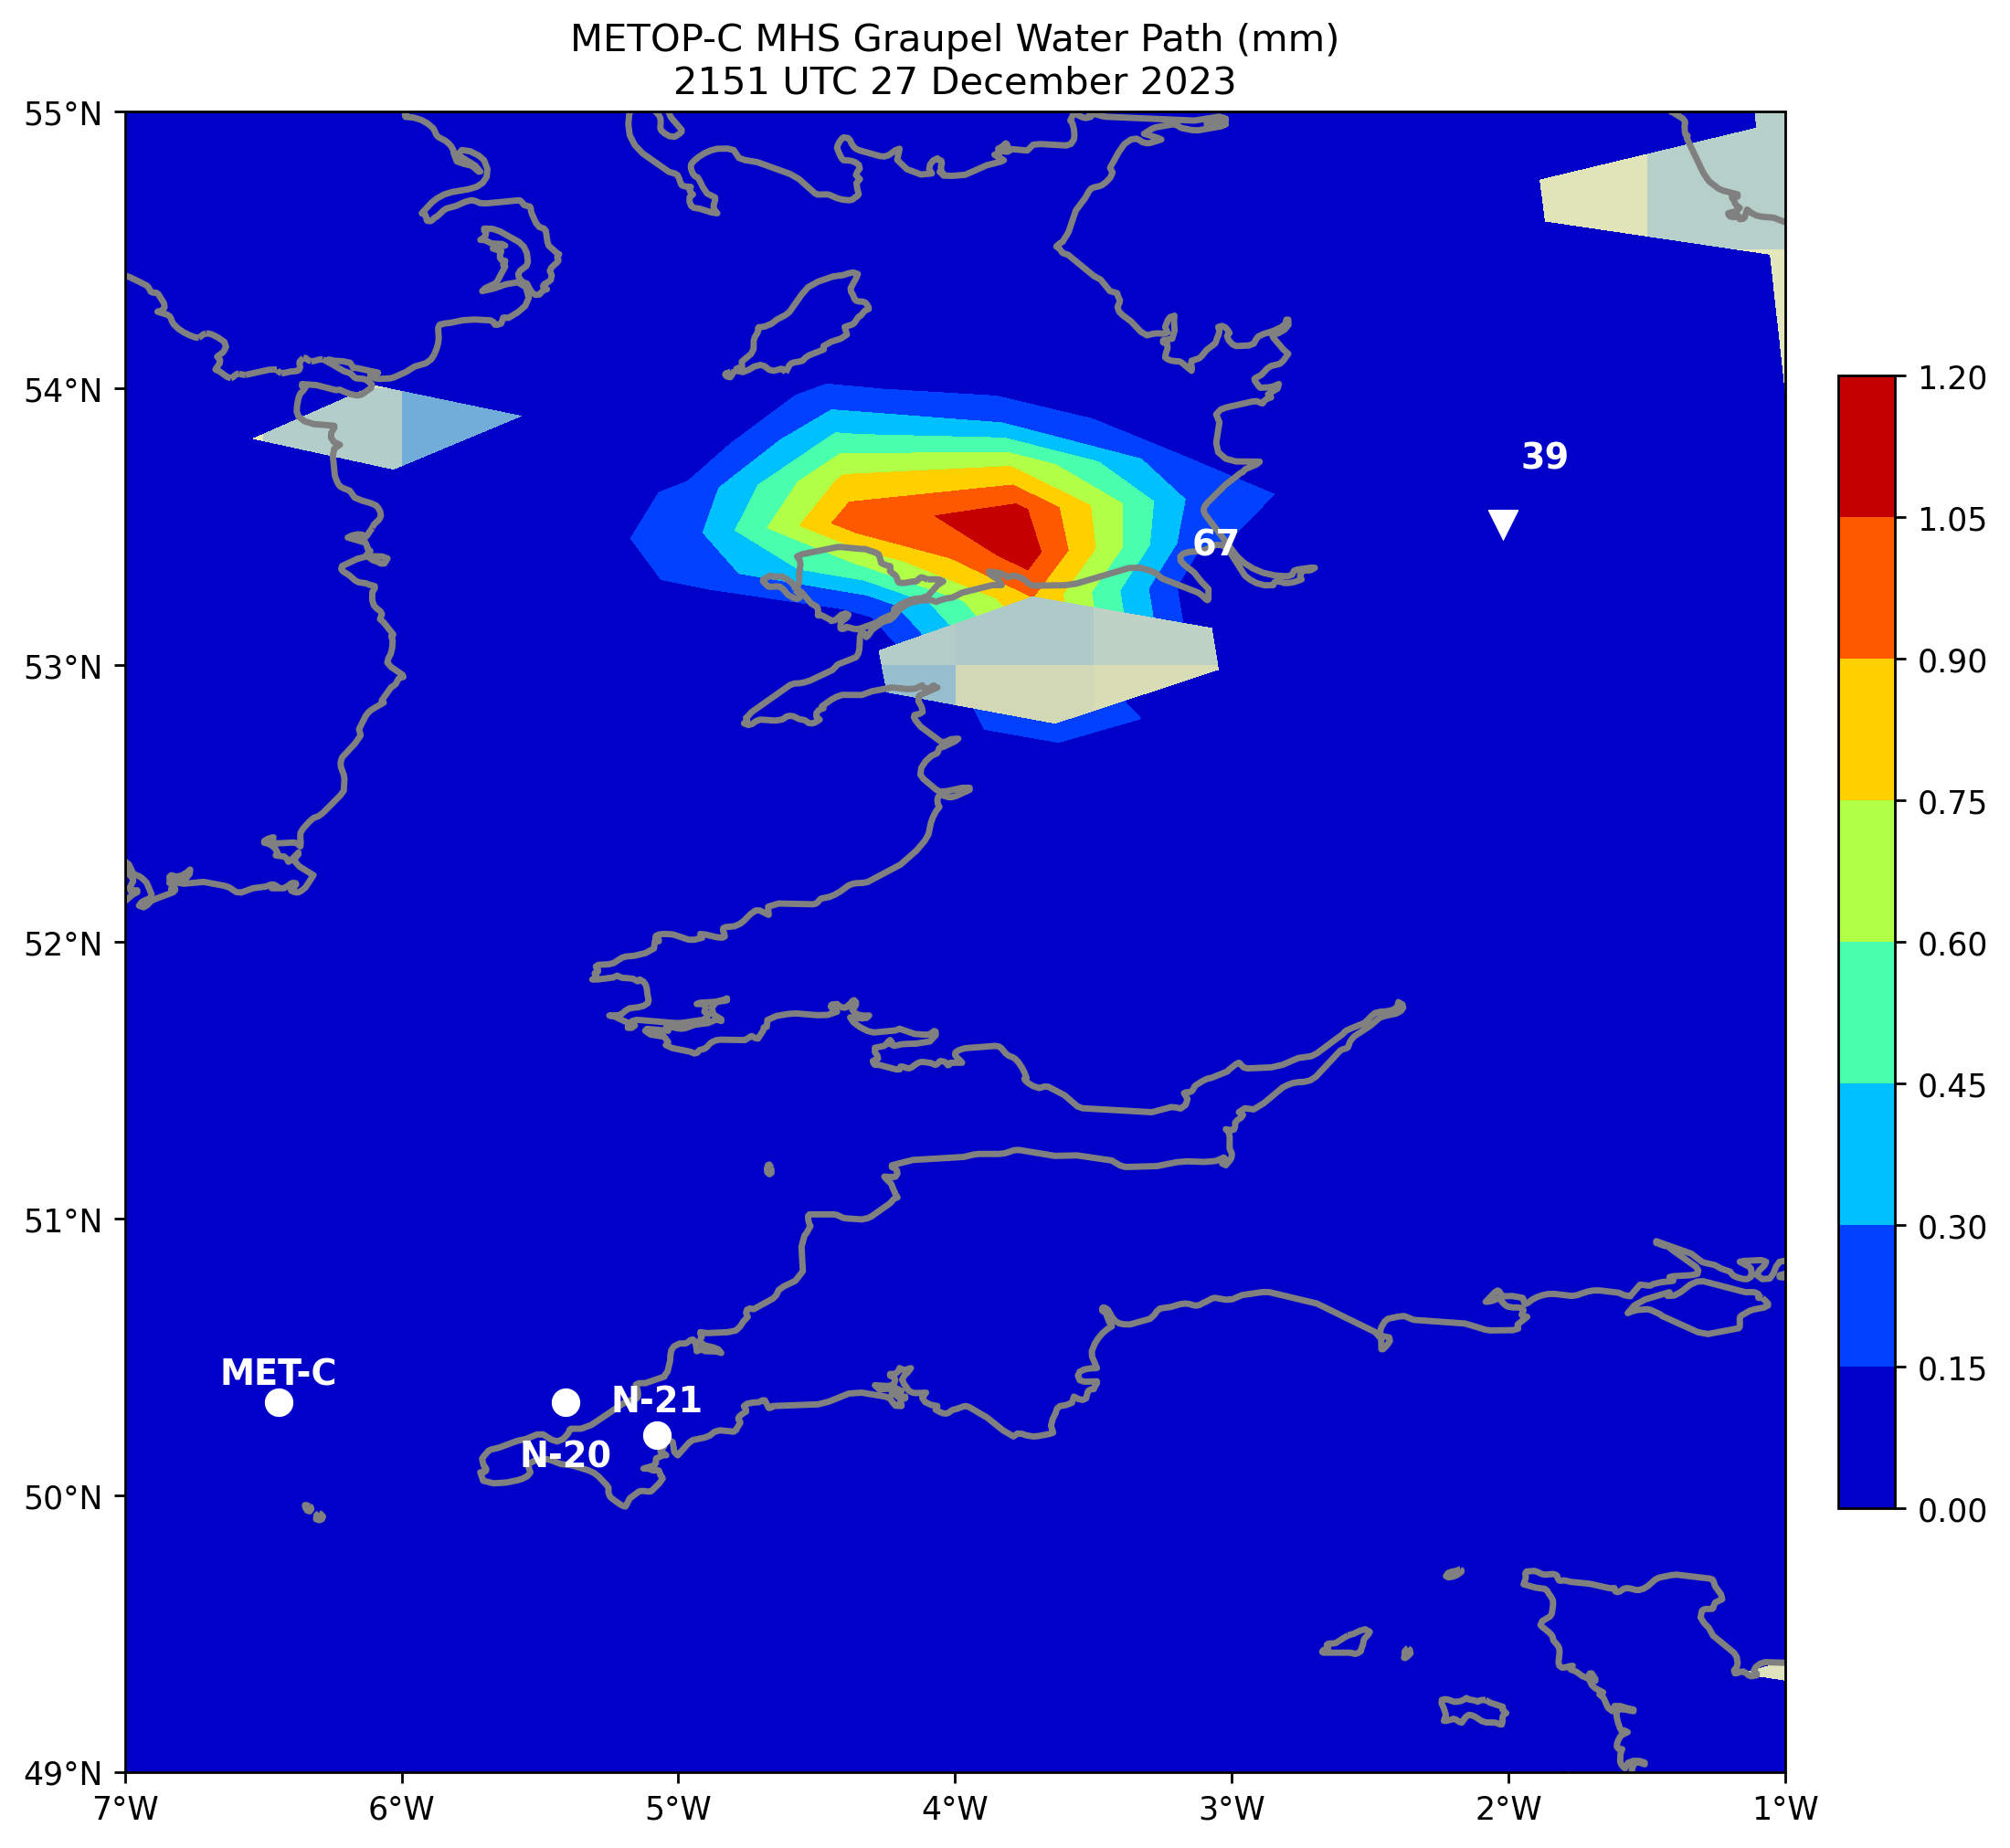 METOP-C MHS Graupel Water Path (mm)
2151 UTC 27 December 2023
55°N
54°N
53°N
52°N
51°N
50°N
49°N
39
67
MET-C
N-21
N-20
7°W 6°W 5°W 4°W 3°W 2°W 1°W
1.20
1.05
0.90
0.75
0.60
0.45
0.30
0.15
0.00